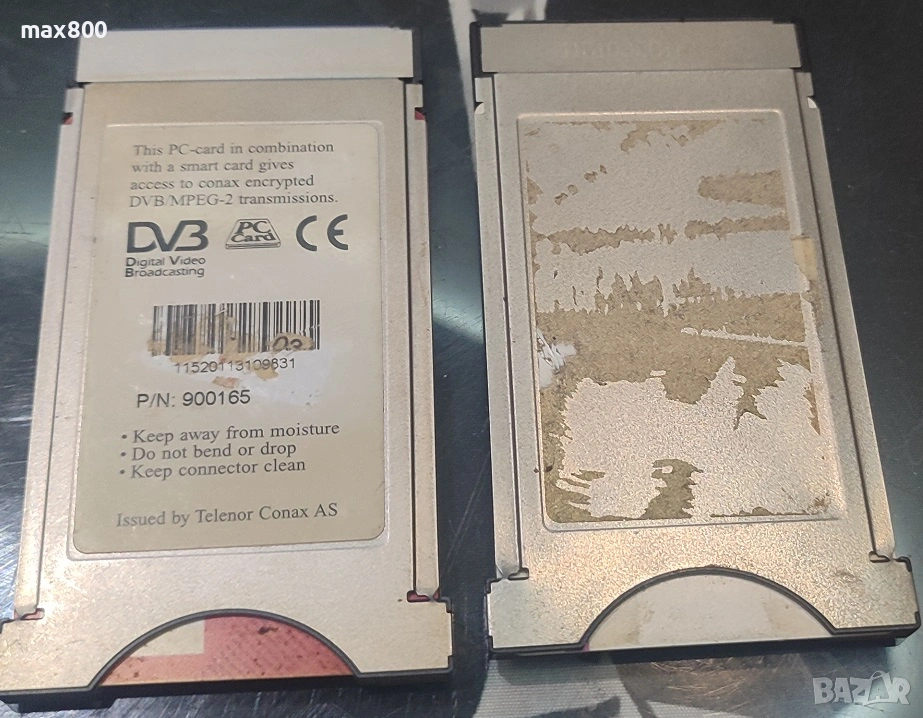 max800
This PC-card in combination
with a smart card gives
access to conax encrypted
DVB MPEG-2 transmissions.
DVB
Digital Video
Broadcasting
PC
Card
CE
03
11520113109831
P/N: 900165
• Keep away from moisture
• Do not bend or drop
• Keep connector clean
Issued by Telenor Conax AS
BAZAR